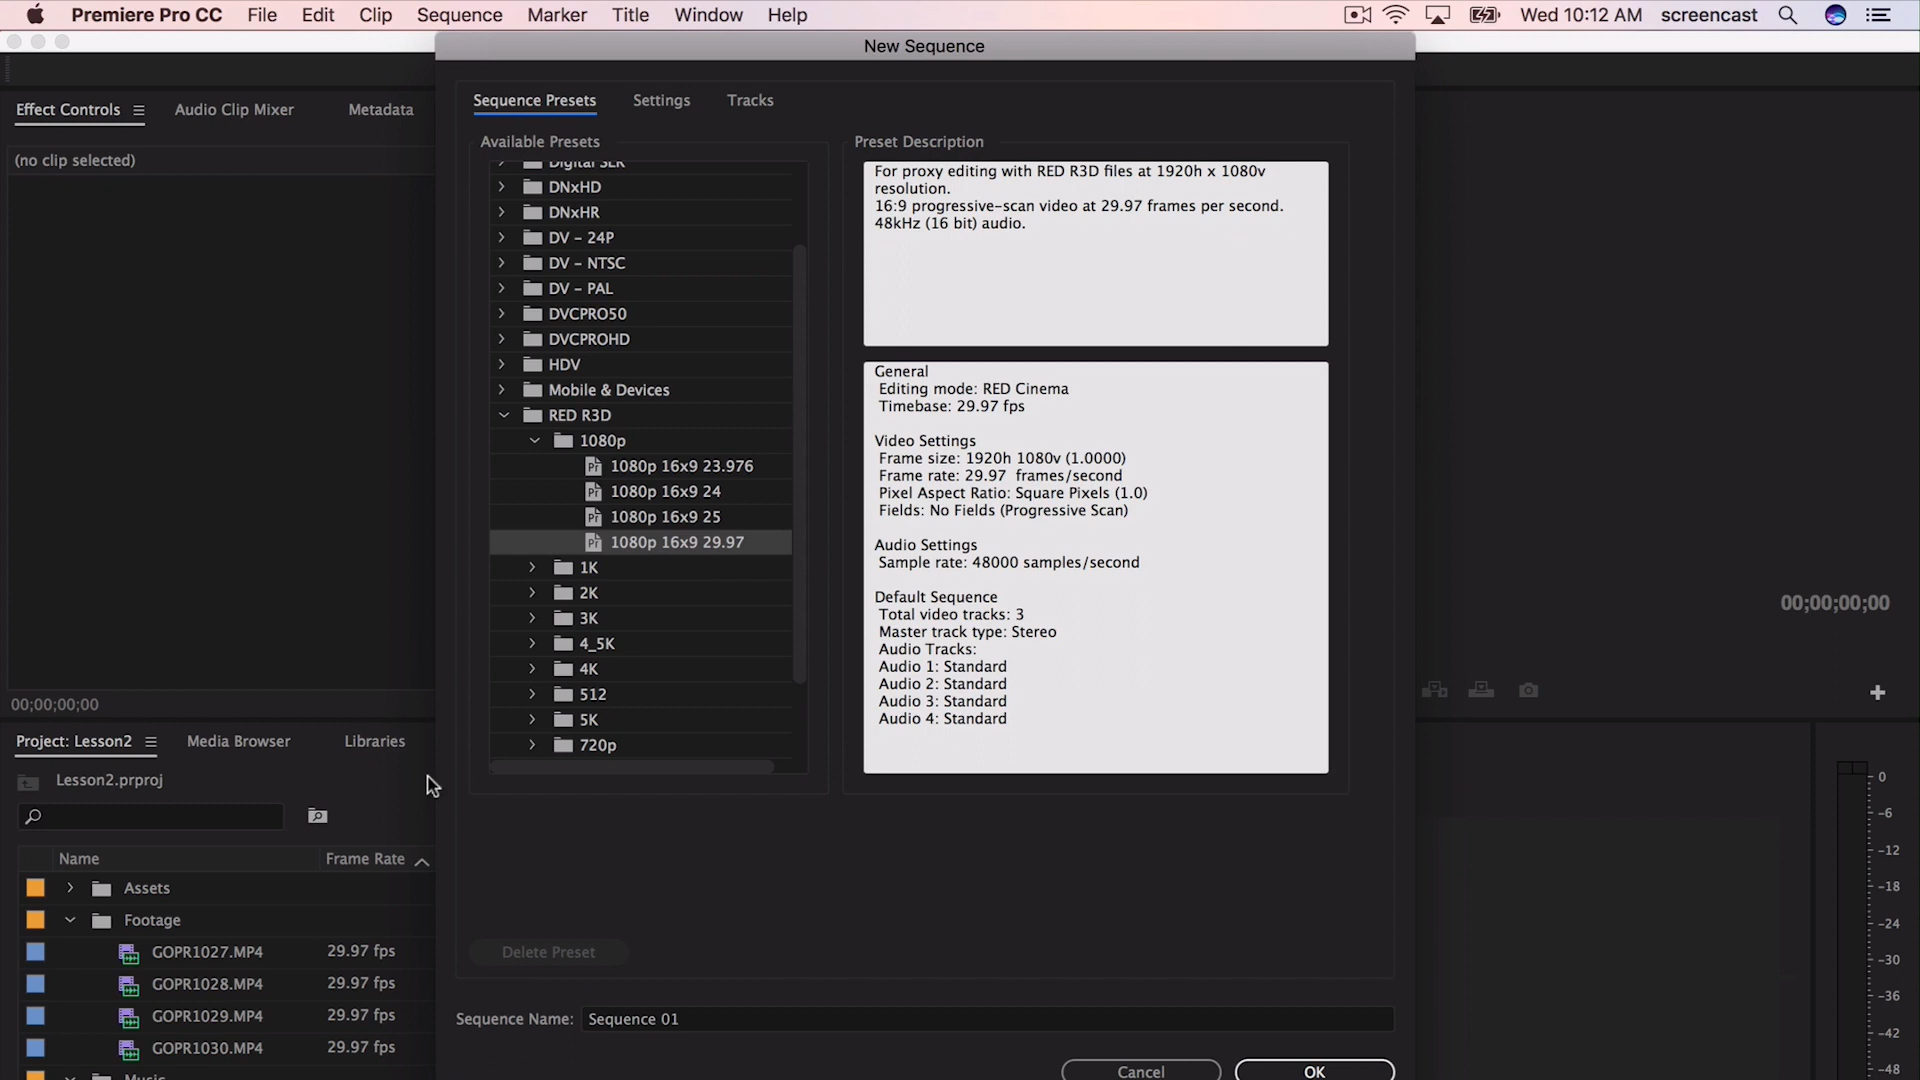 Premiere Pro CC File Edit Clip Sequence Marker Title Window Help Wed 10:12 AM screencast
New Sequence
Effect Controls Audio Clip Mixer Metadata
(no clip selected)
00;00;00;00
Project: Lesson2 Media Browser Libraries
Lesson2.prproj
Name Frame Rate
Assets
Footage
GOPR1027.MP4 29.97 fps
GOPR1028.MP4 29.97 fps
GOPR1029.MP4 29.97 fps
GOPR1030.MP4 29.97 fps
Music
Sequence Presets Settings Tracks
Available Presets
Digital SLR
DNxHD
DNxHR
DV - 24P
DV - NTSC
DV - PAL
DVCPRO50
DVCPROHD
HDV
Mobile & Devices
RED R3D
1080p
1080p 16x9 23.976
1080p 16x9 24
1080p 16x9 25
1080p 16x9 29.97
1K
2K
3K
4_5K
4K
512
5K
720p
Delete Preset
Preset Description
For proxy editing with RED R3D files at 1920h x 1080v
resolution.
16:9 progressive-scan video at 29.97 frames per second.
48kHz (16 bit) audio.
General
Editing mode: RED Cinema
Timebase: 29.97 fps
Video Settings
Frame size: 1920h 1080v (1.0000)
Frame rate: 29.97 frames/second
Pixel Aspect Ratio: Square Pixels (1.0)
Fields: No Fields (Progressive Scan)
Audio Settings
Sample rate: 48000 samples/second
Default Sequence
Total video tracks: 3
Master track type: Stereo
Audio Tracks:
Audio 1: Standard
Audio 2: Standard
Audio 3: Standard
Audio 4: Standard
Sequence Name: Sequence 01
Cancel OK
00;00;00;00
0
-6
-12
-18
-24
-30
-36
-42
-48